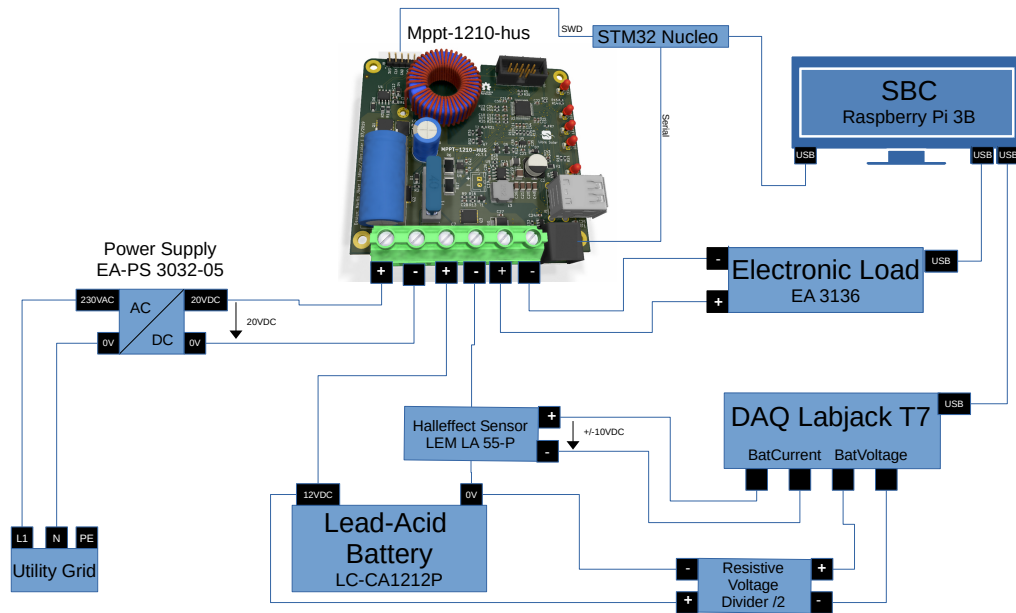 Mppt-1210-hus
SWD
STM32 Nucleo
Serial
SBC
Raspberry Pi 3B
USB
USB
USB
MPPT-1210-HUS
Power Supply
EA-PS 3032-05
230VAC
AC
20VDC
0V
DC
0V
20VDC
+
-
+
-
+
-
-
+
Electronic Load
EA 3136
USB
Halleffect Sensor
LEM LA 55-P
+
-
+/-10VDC
DAQ Labjack T7
BatCurrent
BatVoltage
USB
12VDC
0V
Lead-Acid
Battery
LC-CA1212P
L1
N
PE
Utility Grid
-
+
Resistive
Voltage
Divider /2
+
-